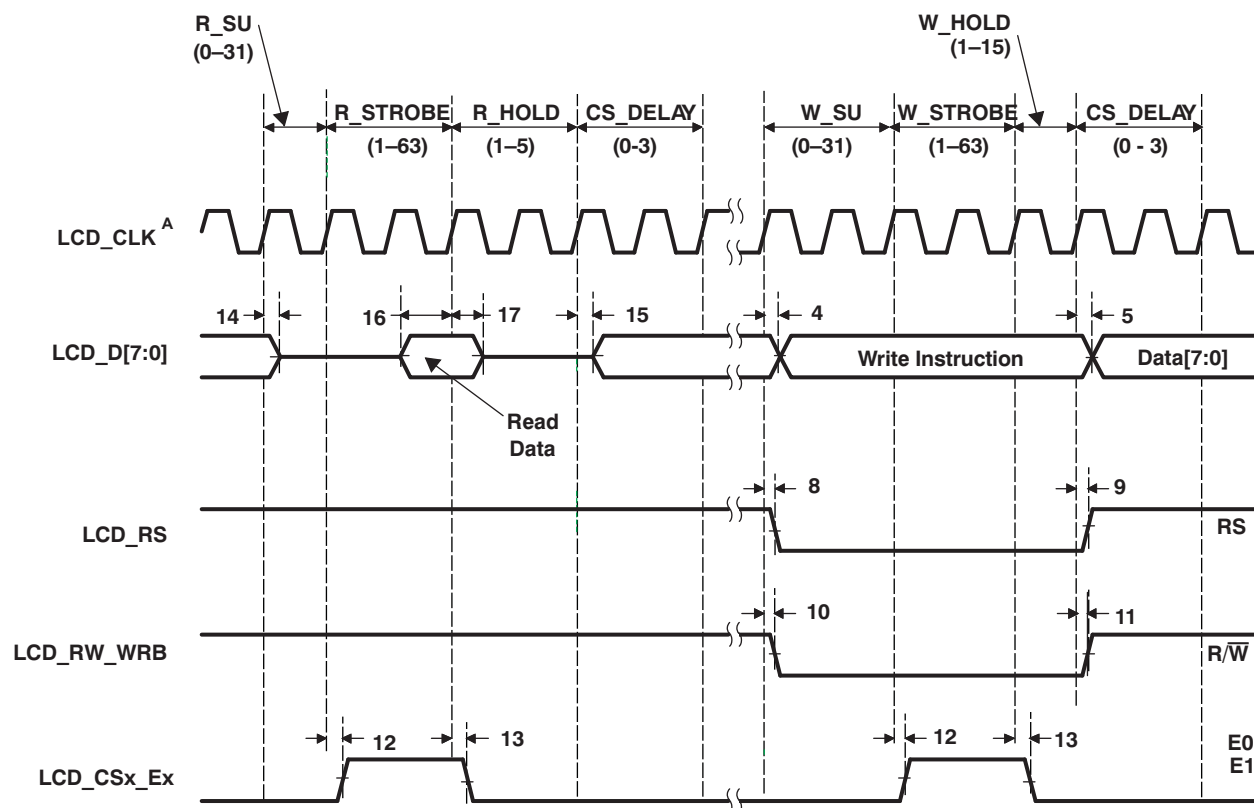 R_SU
(0–31)
W_HOLD
(1–15)
R_STROBE R_HOLD CS_DELAY W_SU W_STROBE CS_DELAY
(1–63) (1–5) (0-3) (0–31) (1–63) (0 - 3)
LCD_CLK A
14 16 17 15 4 5
LCD_D[7:0] Write Instruction Data[7:0]
Read
Data
8 9
LCD_RS RS
10 11
LCD_RW_WRB R/W̅
12 13 12 13
LCD_CSx_Ex E0
E1